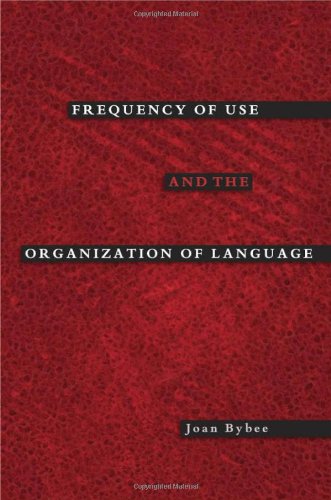 FREQUENCY OF USE
AND THE
ORGANIZATION OF LANGUAGE
Joan Bybee